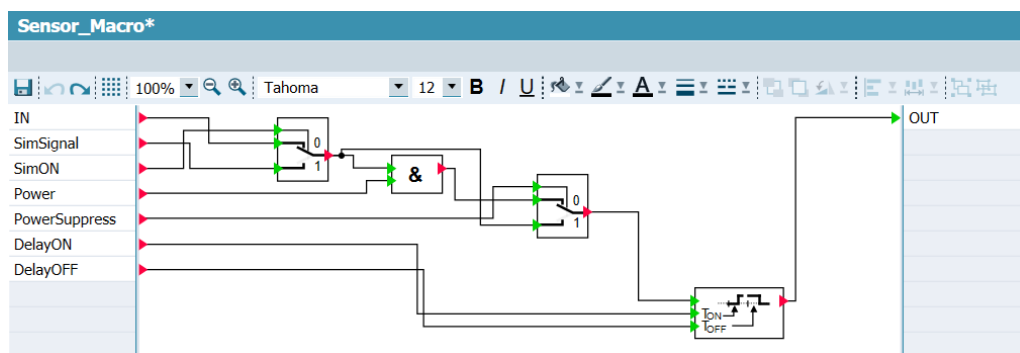 Sensor_Macro*
100% Tahoma 12 B I U A
IN
SimSignal
SimON
Power
PowerSuppress
DelayON
DelayOFF
0
1
&
0
1
TON
TOFF
OUT